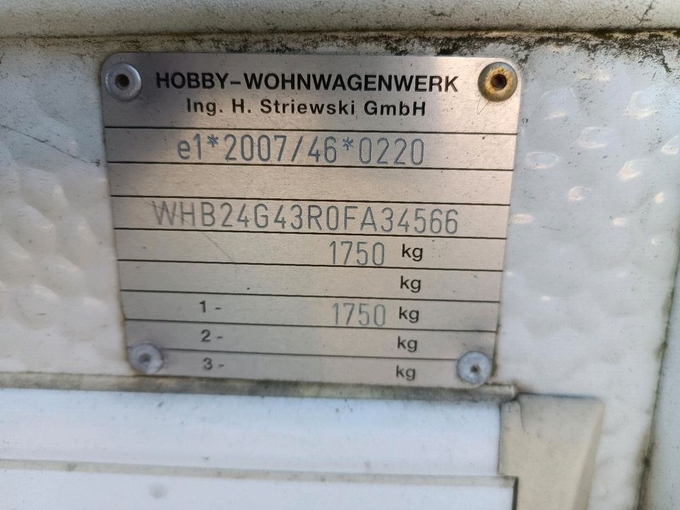 HOBBY-WOHNWAGENWERK
Ing. H. Striewski GmbH
e1*2007/46*0220
WHB24G43R0FA34566
1750 kg
kg
1- 1750 kg
2- kg
3- kg